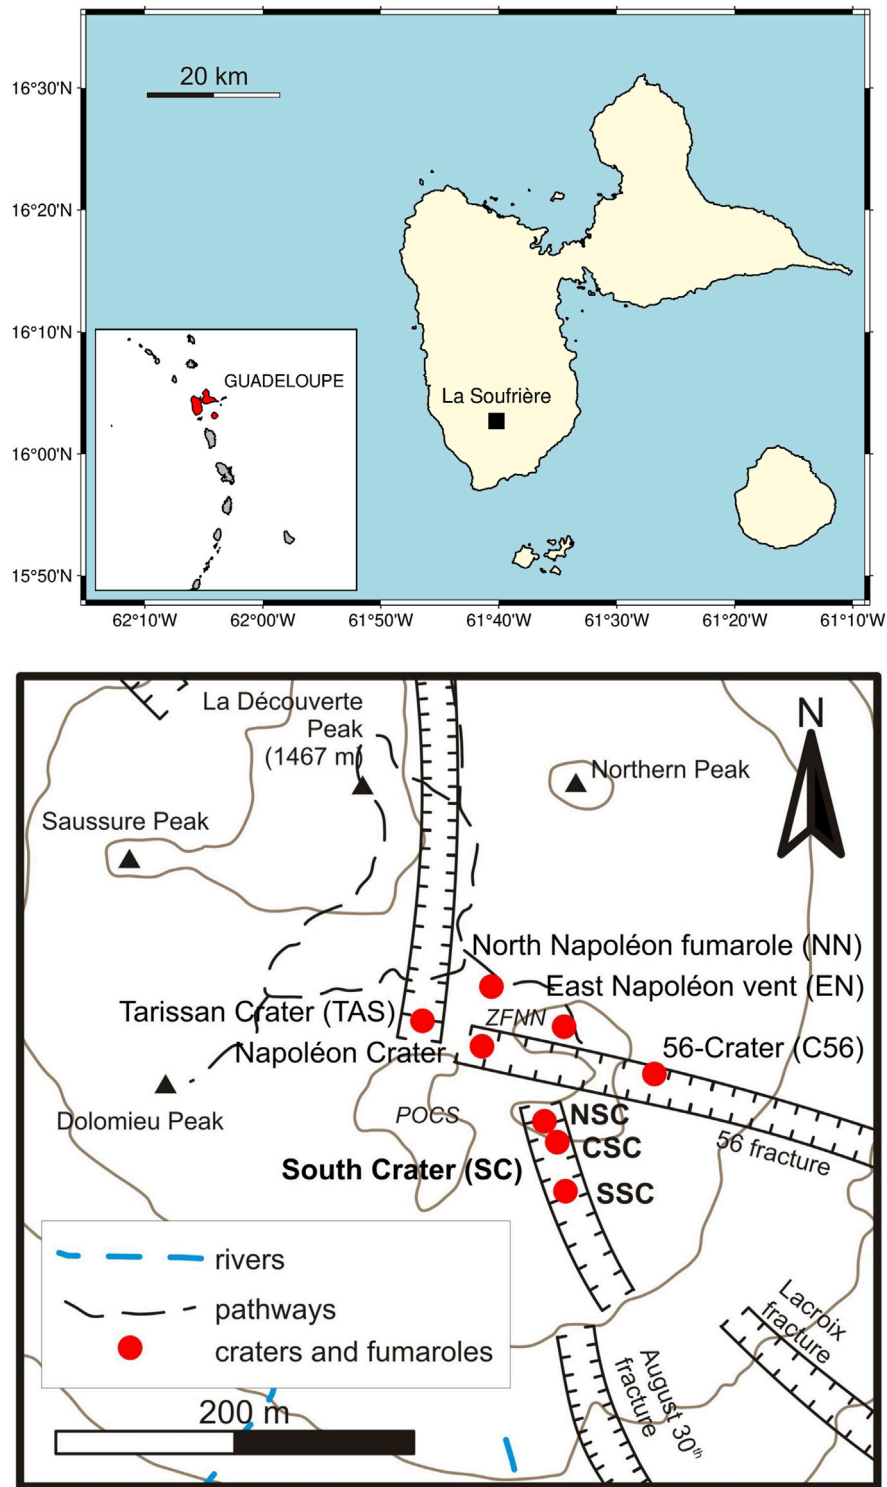 20 km
16°30'N
16°20'N
16°10'N
GUADELOUPE
La Soufrière
16°00'N
15°50'N
62°10'W 62°00'W 61°50'W 61°40'W 61°30'W 61°20'W 61°10'W
La Découverte
Peak
(1467 m)
N
Northern Peak
Saussure Peak
North Napoléon fumarole (NN)
East Napoléon vent (EN)
Tarissan Crater (TAS)
ZFNN
Napoléon Crater
56-Crater (C56)
Dolomieu Peak
POCS
NSC
CSC
56 fracture
South Crater (SC)
SSC
rivers
pathways
craters and fumaroles
Lacroix
fracture
August 30th
fracture
200 m